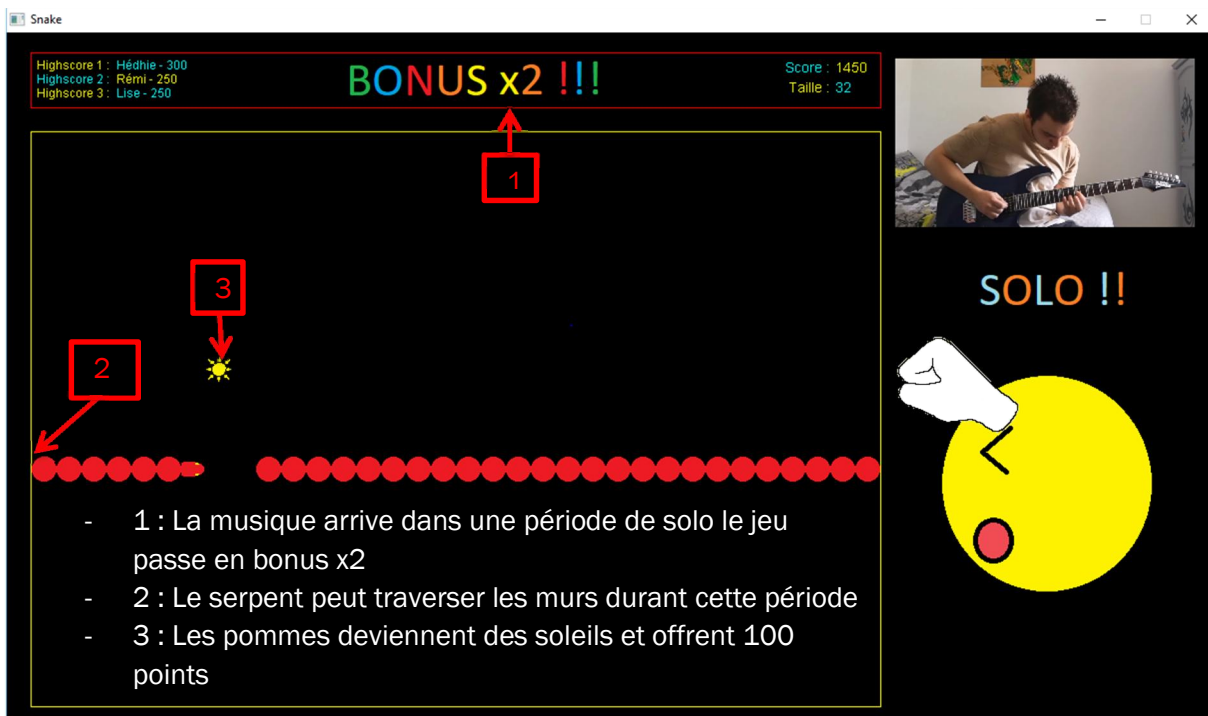 Snake
Highscore 1 : Hédhie - 300
Highscore 2 : Rémi - 250
Highscore 3 : Lise - 250
BONUS x2 !!!
Score : 1450
Taille : 32
1
3
SOLO !!
2
- 1 : La musique arrive dans une période de solo le jeu
passe en bonus x2
- 2 : Le serpent peut traverser les murs durant cette période
- 3 : Les pommes deviennent des soleils et offrent 100
points